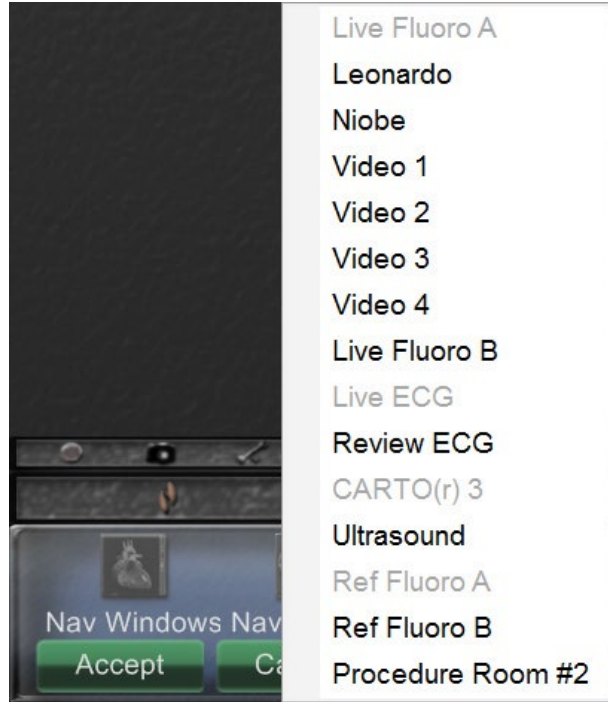 Live Fluoro A
Leonardo
Niobe
Video 1
Video 2
Video 3
Video 4
Live Fluoro B
Live ECG
Review ECG
CARTO(r) 3
Ultrasound
Ref Fluoro A
Ref Fluoro B
Procedure Room #2
Nav Windows Nav
Accept Ca